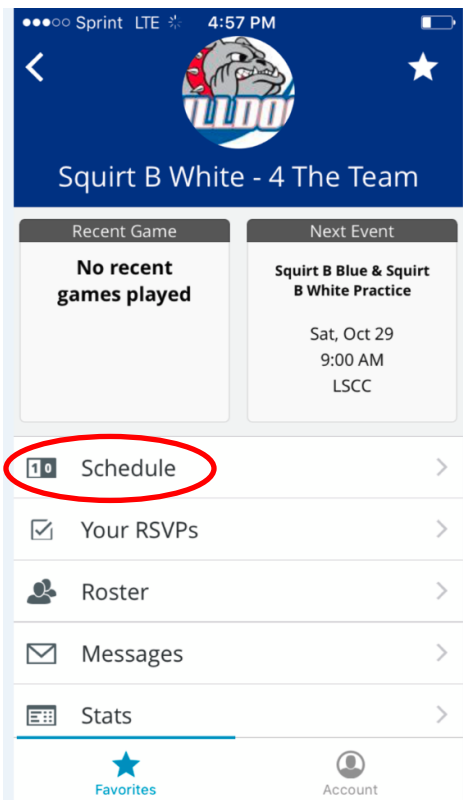 Sprint LTE 4:57 PM
Squirt B White - 4 The Team
Recent Game
No recent
games played
Next Event
Squirt B Blue & Squirt
B White Practice
Sat, Oct 29
9:00 AM
LSCC
10 Schedule
Your RSVPs
Roster
Messages
Stats
Favorites
Account